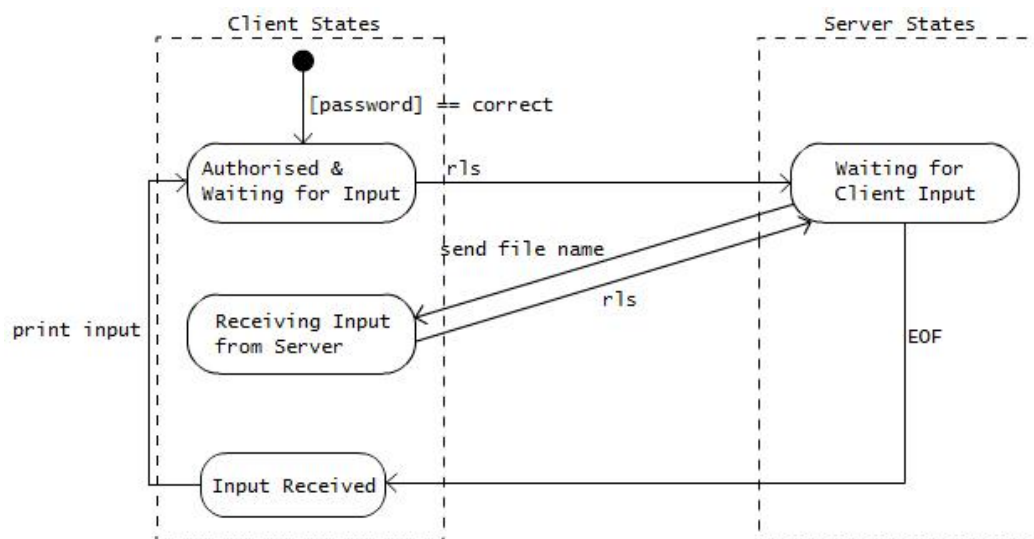 Client States
Server States
[password] == correct
Authorised &
Waiting for Input
rls
Waiting for
Client Input
send file name
rls
Receiving Input
from Server
print input
EOF
Input Received